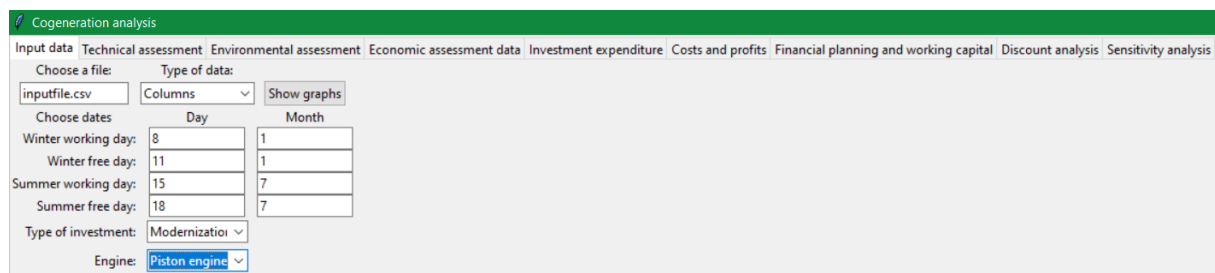 Cogeneration analysis
Input data Technical assessment Environmental assessment Economic assessment data Investment expenditure Costs and profits Financial planning and working capital Discount analysis Sensitivity analysis
Choose a file: Type of data:
inputfile.csv Columns Show graphs
Choose dates Day Month
Winter working day: 8 1
Winter free day: 11 1
Summer working day: 15 7
Summer free day: 18 7
Type of investment: Modernizatio
Engine: Piston engine